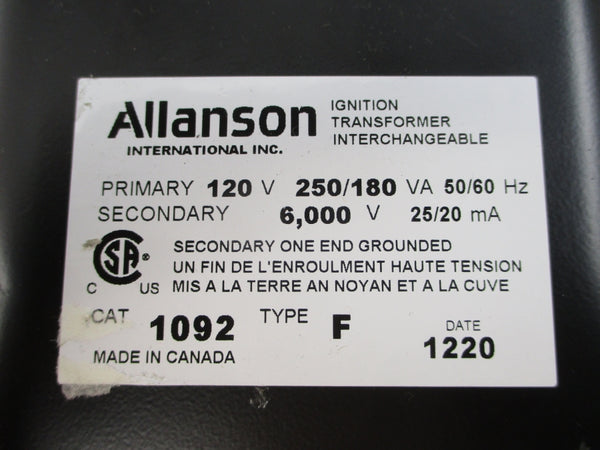 Allanson
INTERNATIONAL INC.
IGNITION
TRANSFORMER
INTERCHANGEABLE
PRIMARY 120 V 250/180 VA 50/60 Hz
SECONDARY 6,000 V 25/20 mA
CSA®
C US
SECONDARY ONE END GROUNDED
UN FIN DE L'ENROULMENT HAUTE TENSION
MIS A LA TERRE AN NOYAN ET A LA CUVE
CAT 1092 TYPE F
MADE IN CANADA
DATE
1220